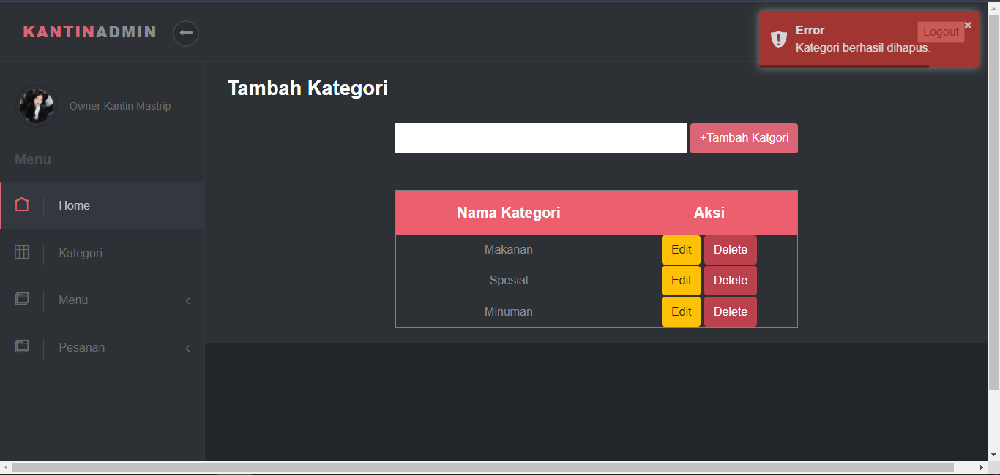 KANTINADMIN
Error
Logout
Kategori berhasil dihapus.
Owner Kantin Mastrip
Menu
Home
Kategori
Menu
Pesanan
Tambah Kategori
+Tambah Katgori
Nama Kategori Aksi
Makanan Edit Delete
Spesial Edit Delete
Minuman Edit Delete